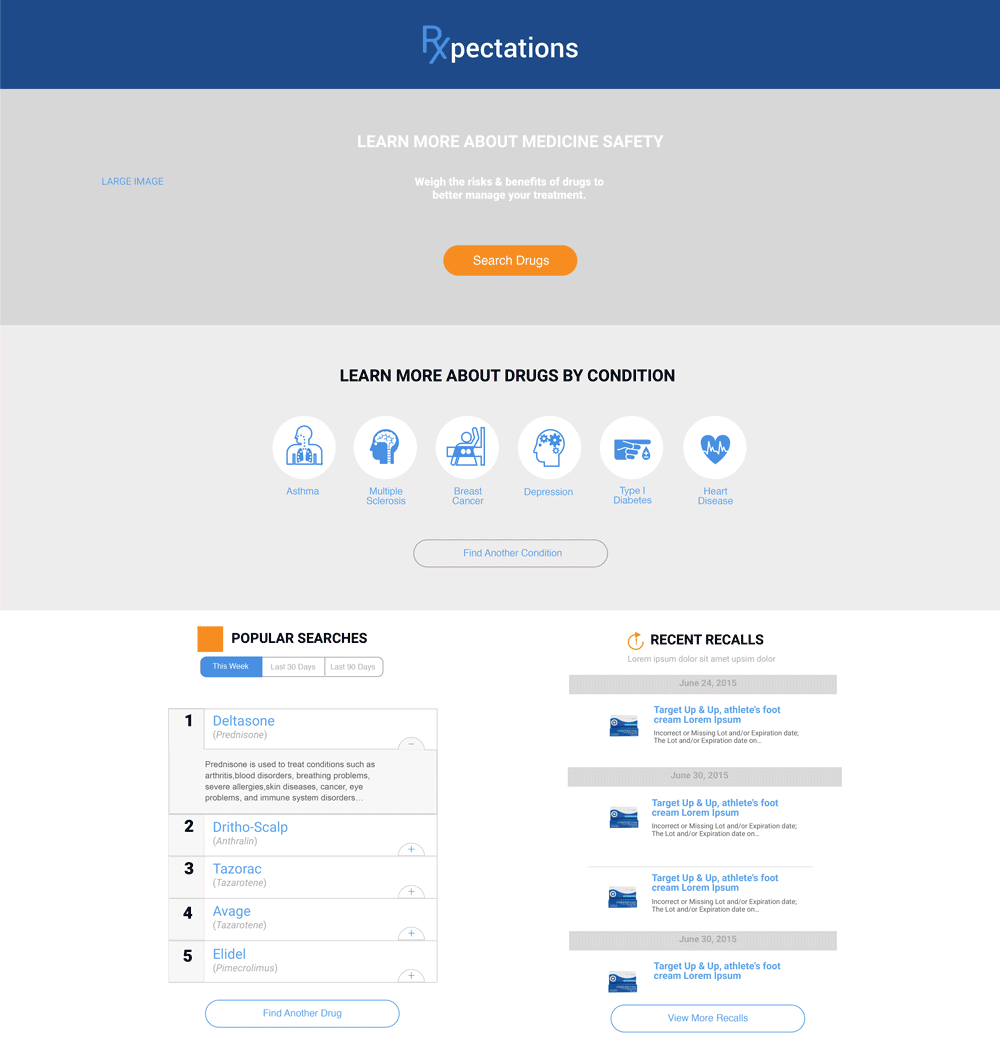 Rxpectations
LEARN MORE ABOUT MEDICINE SAFETY
LARGE IMAGE
Weigh the risks & benefits of drugs to
better manage your treatment.
Search Drugs
LEARN MORE ABOUT DRUGS BY CONDITION
Asthma
Multiple
Sclerosis
Breast
Cancer
Depression
Type I
Diabetes
Heart
Disease
Find Another Condition
POPULAR SEARCHES
This Week
Last 30 Days
Last 90 Days
1
Deltasone
(Prednisone)
Prednisone is used to treat conditions such as
arthritis,blood disorders, breathing problems,
severe allergies,skin diseases, cancer, eye
problems, and immune system disorders…
2
Dritho-Scalp
(Anthralin)
3
Tazorac
(Tazarotene)
4
Avage
(Tazarotene)
5
Elidel
(Pimecrolimus)
Find Another Drug
RECENT RECALLS
Lorem ipsum dolor sit amet upsim dolor
June 24, 2015
Target Up & Up, athlete's foot
cream Lorem Ipsum
Incorrect or Missing Lot and/or Expiration date;
The Lot and/or Expiration date on…
June 30, 2015
Target Up & Up, athlete's foot
cream Lorem Ipsum
Incorrect or Missing Lot and/or Expiration date;
The Lot and/or Expiration date on…
Target Up & Up, athlete's foot
cream Lorem Ipsum
Incorrect or Missing Lot and/or Expiration date;
The Lot and/or Expiration date on…
June 30, 2015
Target Up & Up, athlete's foot
cream Lorem Ipsum
View More Recalls